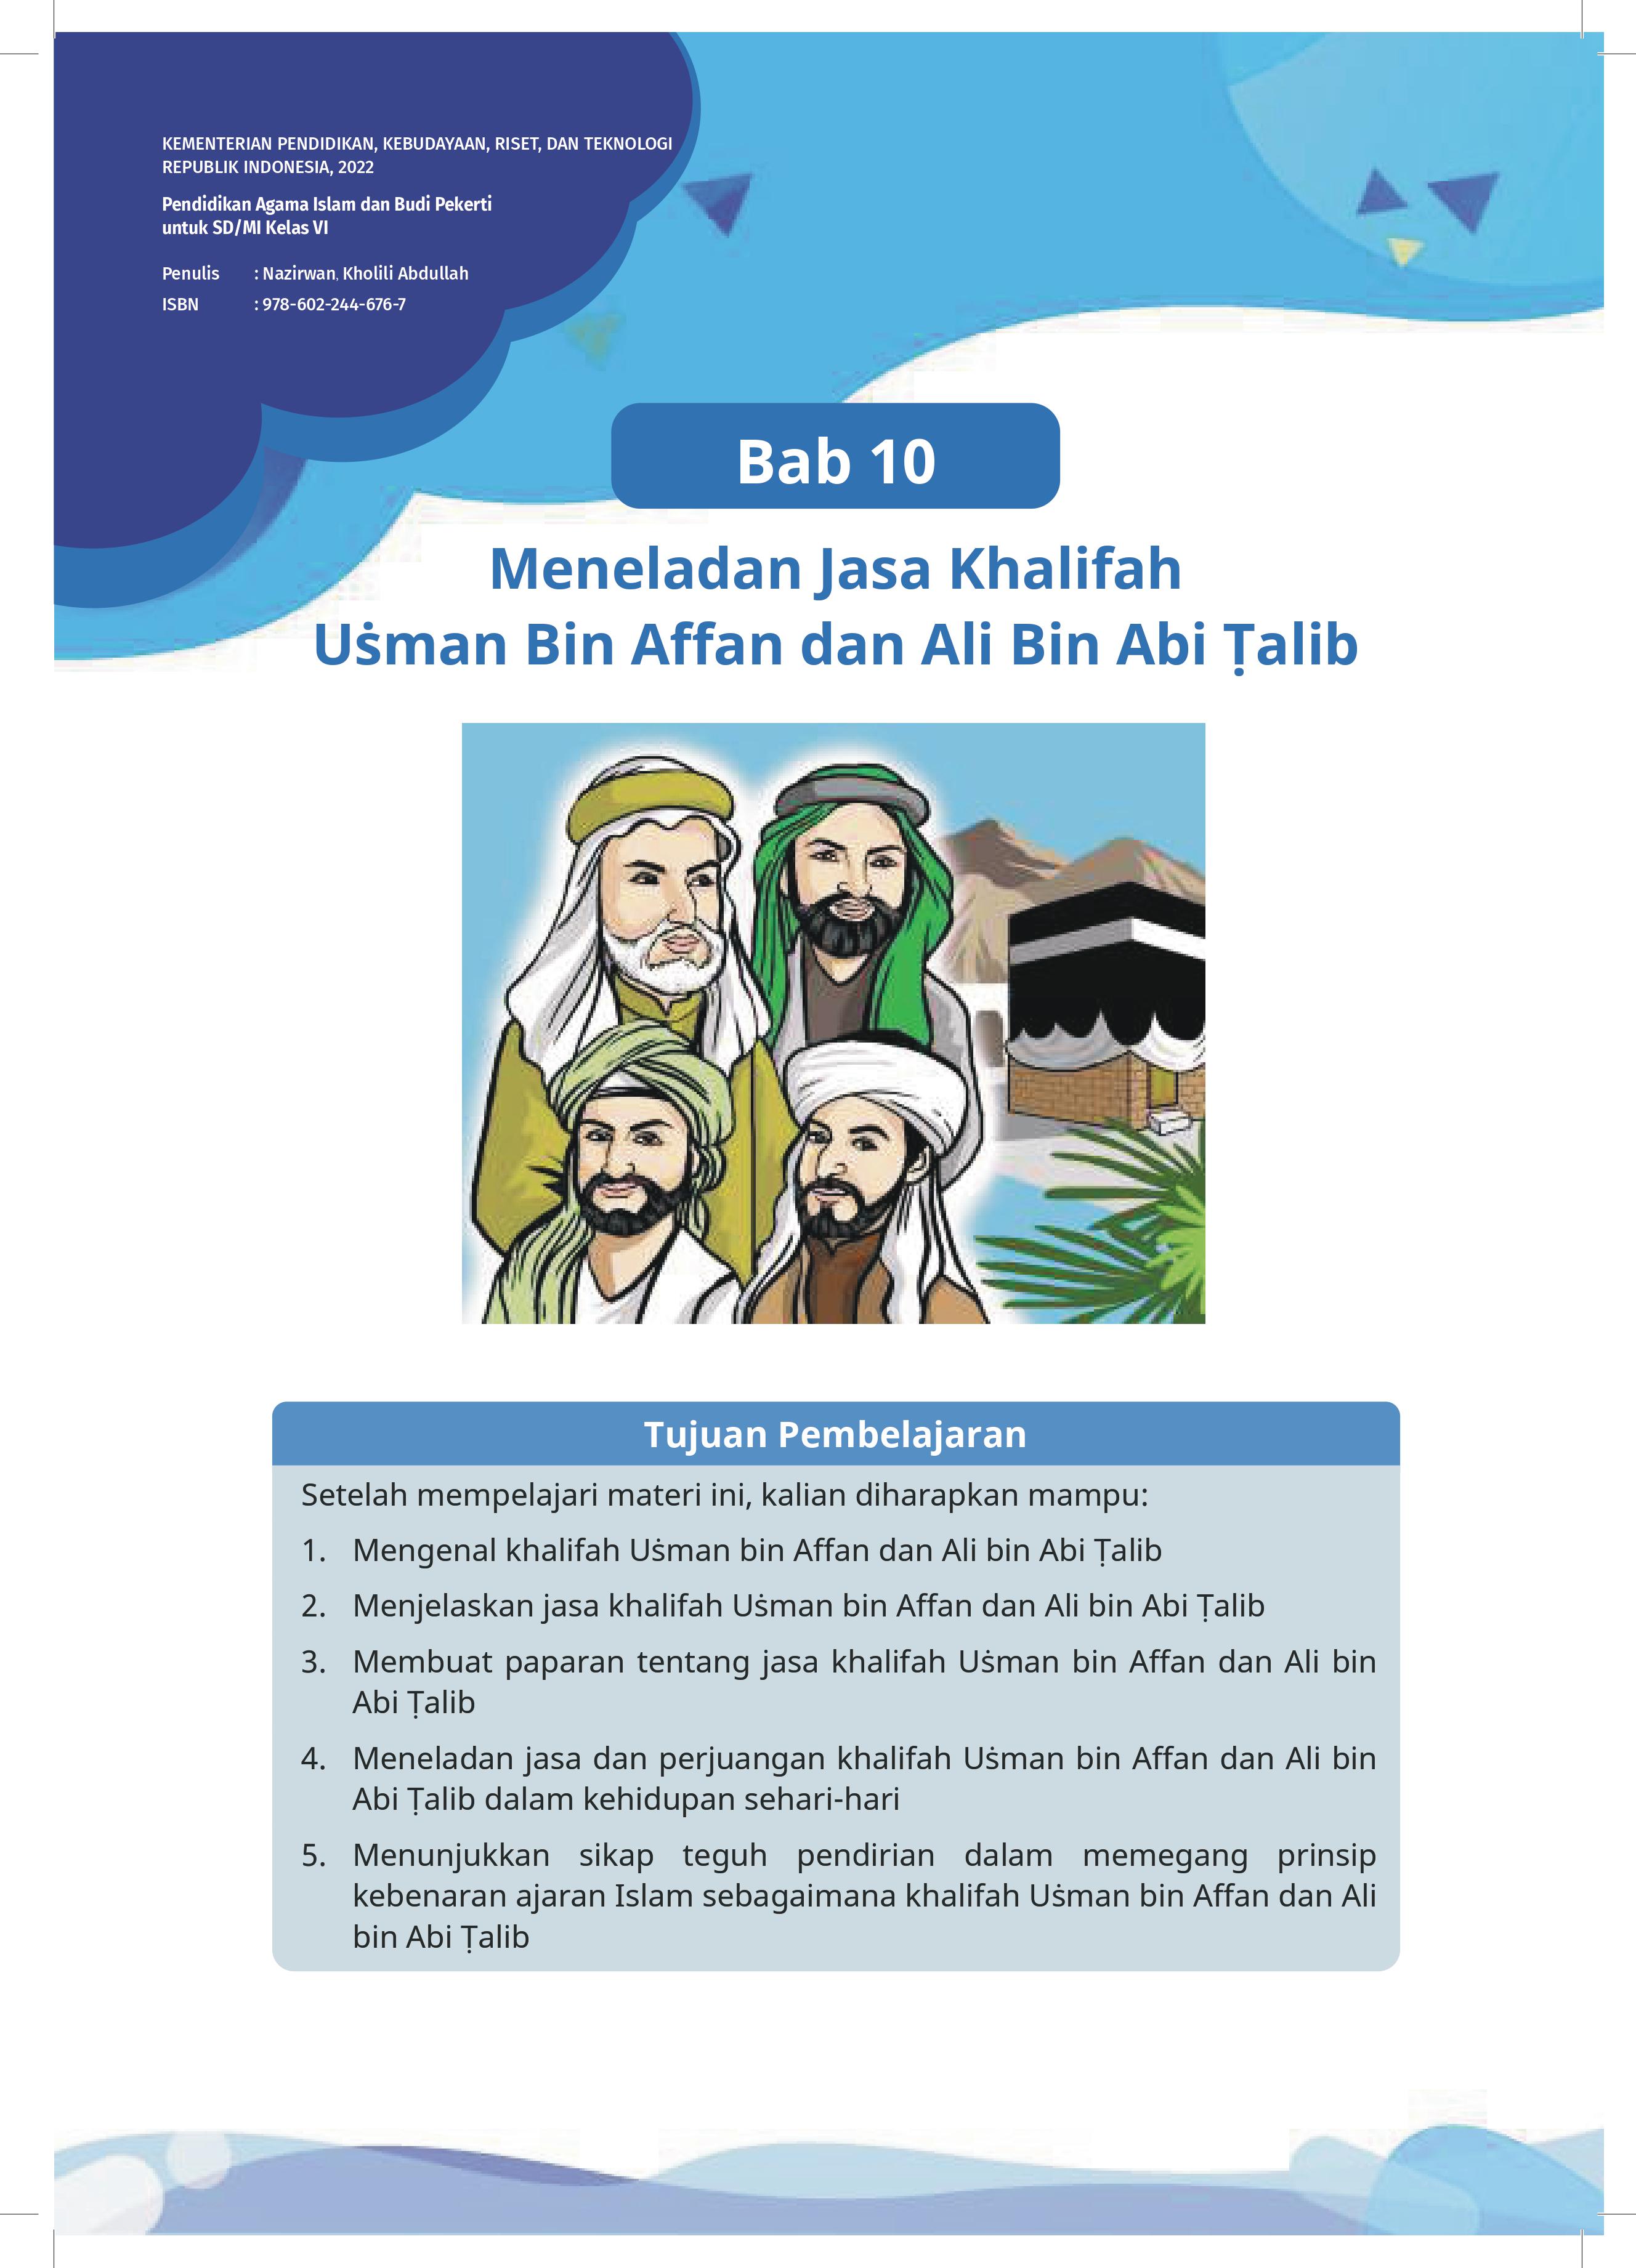 KEMENTERIAN PENDIDIKAN, KEBUDAYAAN, RISET, DAN TEKNOLOGI
REPUBLIK INDONESIA, 2022
Pendidikan Agama Islam dan Budi Pekerti
untuk SD/MI Kelas VI
Penulis : Nazirwan, Kholili Abdullah
ISBN : 978-602-244-676-7
Bab 10
Meneladan Jasa Khalifah
Uṡman Bin Affan dan Ali Bin Abi Ṭalib
Tujuan Pembelajaran
Setelah mempelajari materi ini, kalian diharapkan mampu:
1. Mengenal khalifah Uṡman bin Affan dan Ali bin Abi Ṭalib
2. Menjelaskan jasa khalifah Uṡman bin Affan dan Ali bin Abi Ṭalib
3. Membuat paparan tentang jasa khalifah Uṡman bin Affan dan Ali bin
Abi Ṭalib
4. Meneladan jasa dan perjuangan khalifah Uṡman bin Affan dan Ali bin
Abi Ṭalib dalam kehidupan sehari-hari
5. Menunjukkan sikap teguh pendirian dalam memegang prinsip
kebenaran ajaran Islam sebagaimana khalifah Uṡman bin Affan dan Ali
bin Abi Ṭalib